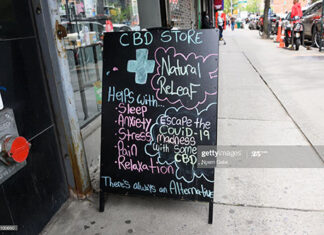 CBD STORE
Natural
ReLeaf
Helps with:
Sleep
Anxiety
Stress
Pain
Relaxation
Escape the
Covid-19
madness
with some
CBD
There's always an Alternative
gettyimages